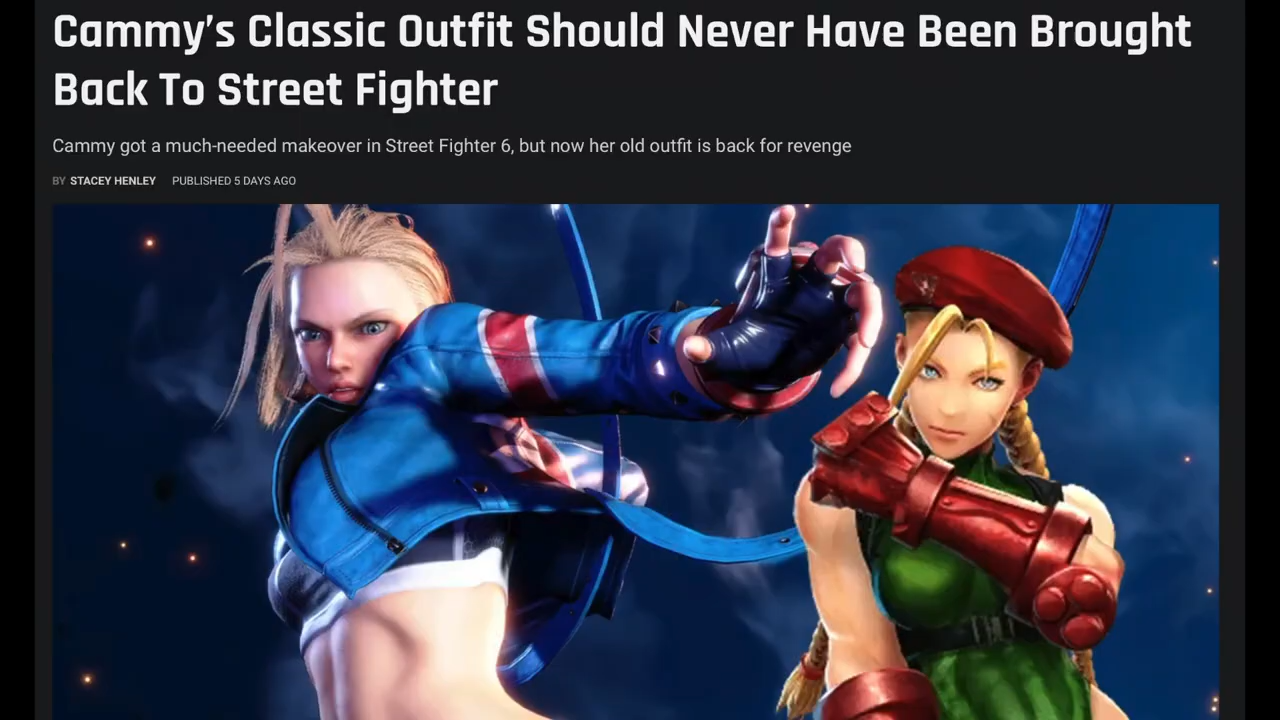 Cammy’s Classic Outfit Should Never Have Been Brought
Back To Street Fighter
Cammy got a much-needed makeover in Street Fighter 6, but now her old outfit is back for revenge
BY STACEY HENLEY PUBLISHED 5 DAYS AGO